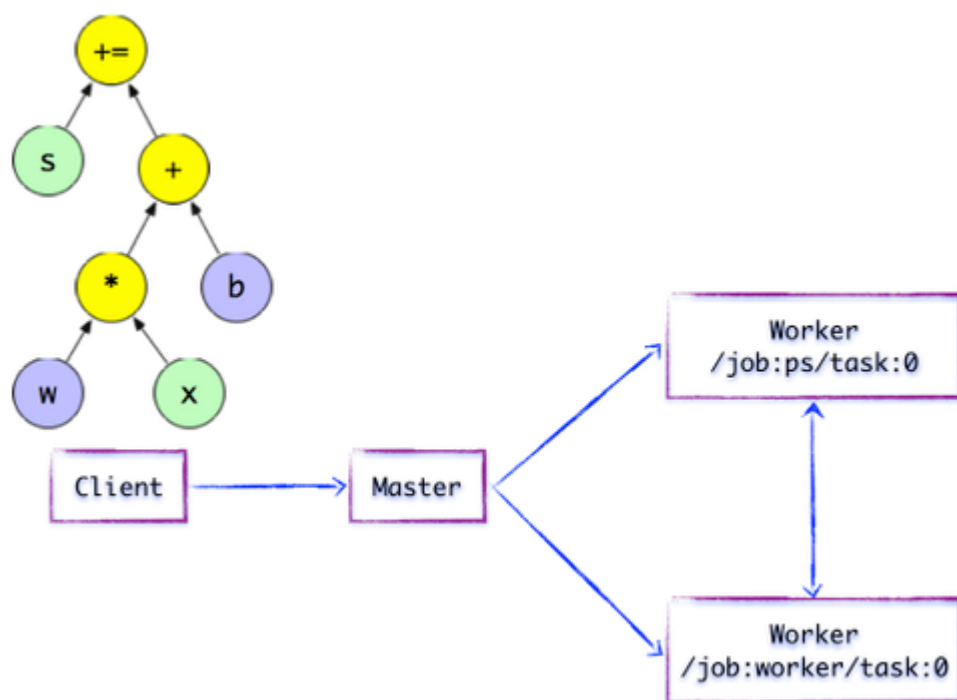 +=
s
+
*
b
w
x
Client
Master
Worker
/job:ps/task:0
Worker
/job:worker/task:0